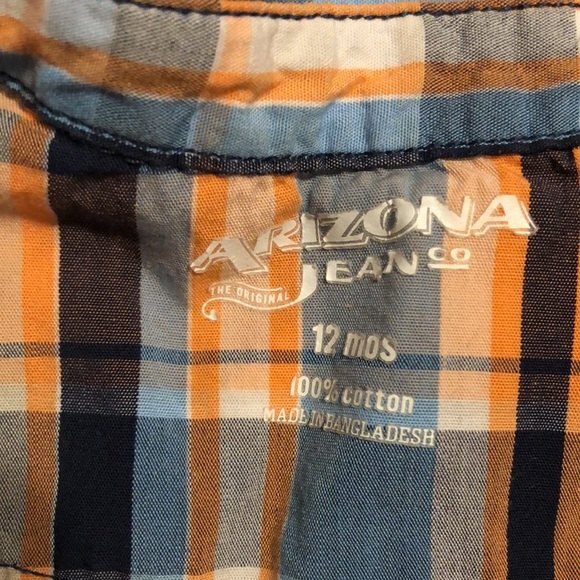 ARIZONA
JEAN CO
THE ORIGINAL
12 mos
100% cotton
MADE IN BANGLADESH